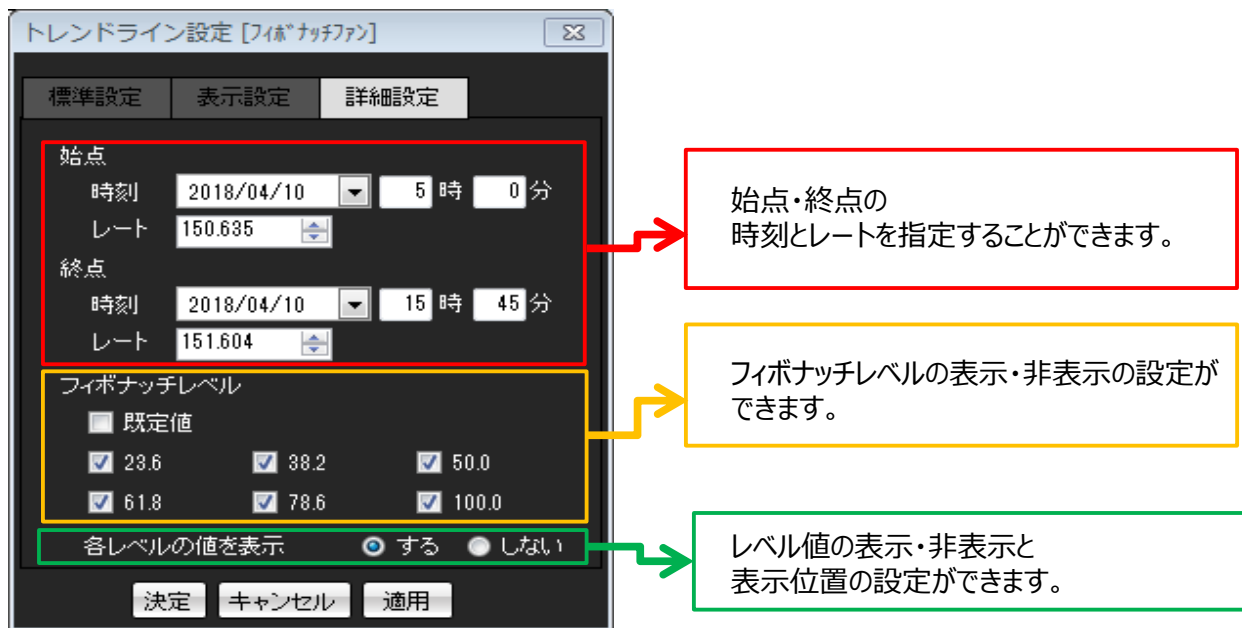 トレンドライン設定 [フィボナッチファン]
標準設定 表示設定 詳細設定
始点
時刻 2018/04/10 5 時 0 分
レート 150.635
終点
時刻 2018/04/10 15 時 45 分
レート 151.604
フィボナッチレベル
既定値
23.6 38.2 50.0
61.8 78.6 100.0
各レベルの値を表示 する しない
決定 キャンセル 適用
始点・終点の
時刻とレートを指定することができます。
フィボナッチレベルの表示・非表示の設定が
できます。
レベル値の表示・非表示と
表示位置の設定ができます。